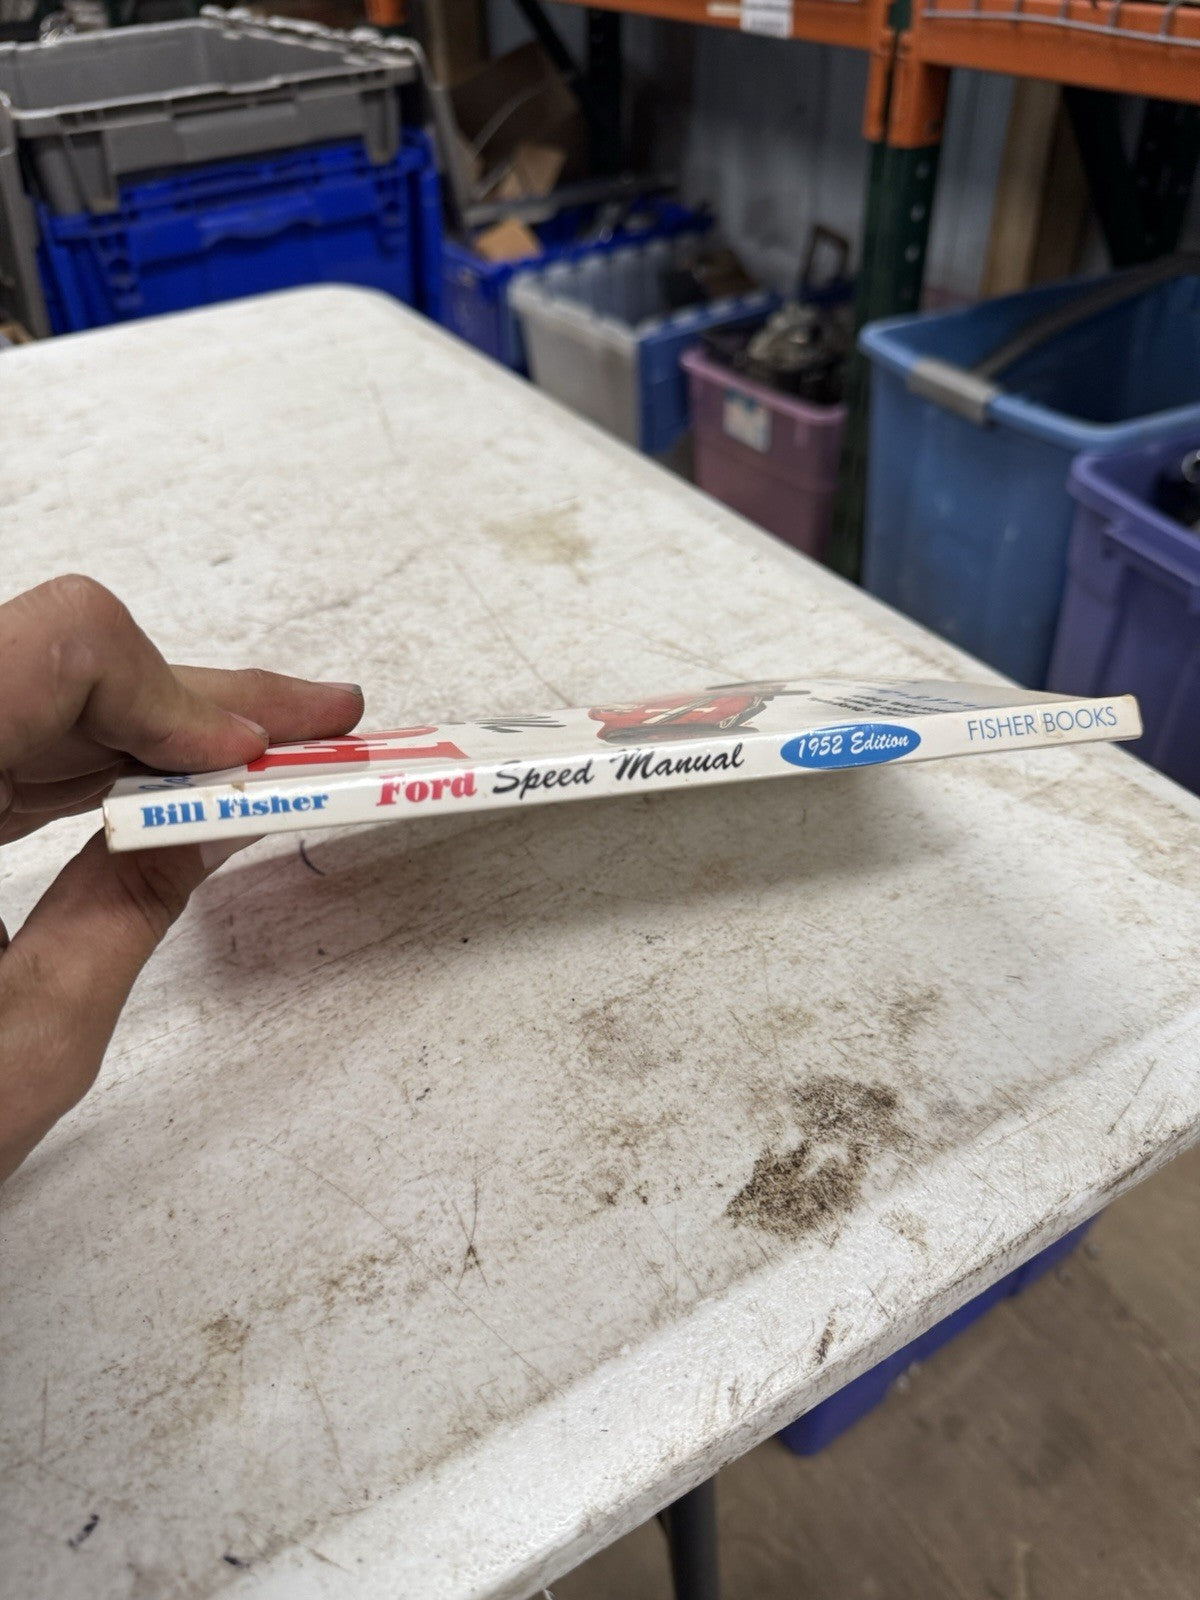 Bill Fisher Ford Speed Manual 1952 Edition FISHER BOOKS